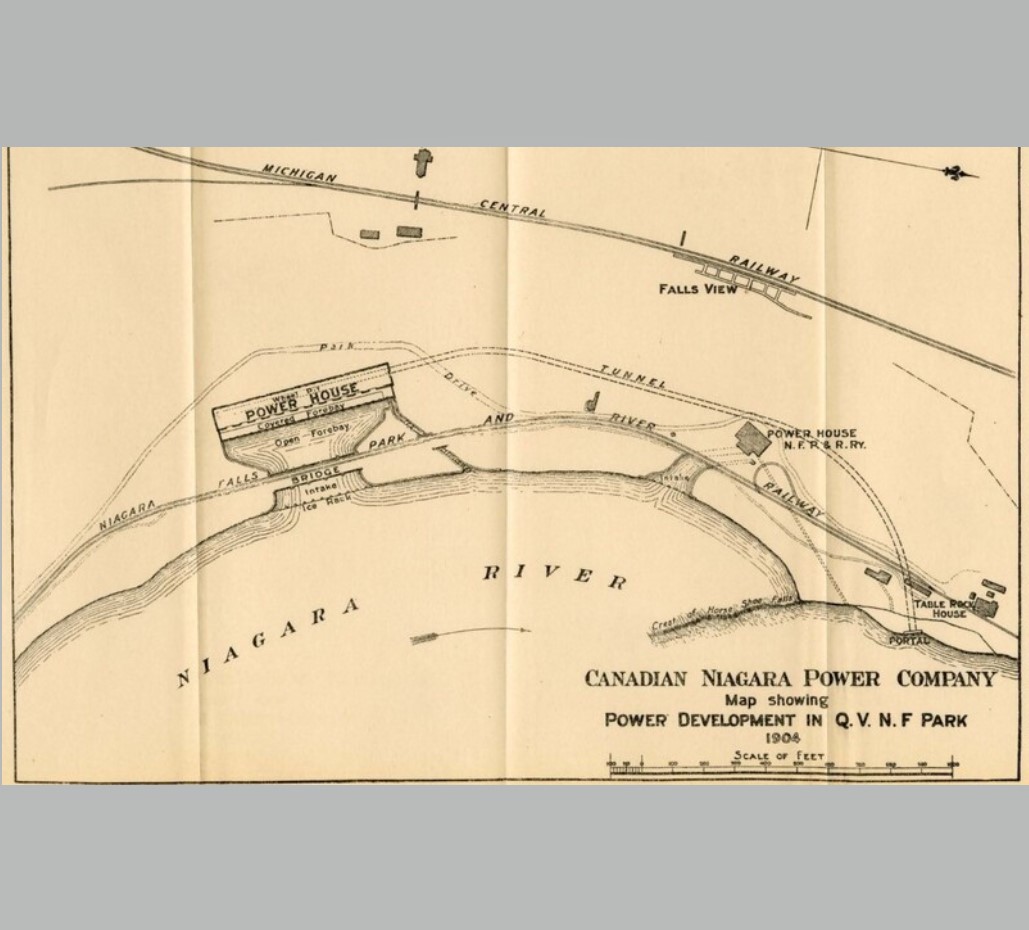 MICHIGAN CENTRAL RAILWAY
FALLS VIEW
Park Drive
TUNNEL
Wheel Pit
POWER HOUSE
Covered Forebay
Open Forebay
NIAGARA FALLS PARK AND RIVER RAILWAY
BRIDGE
Intake
Ice Rack
POWER HOUSE
N.F.P. & R.RY.
Intake
TABLE ROCK
HOUSE
PORTAL
Crest of Horse Shoe Falls
NIAGARA RIVER
CANADIAN NIAGARA POWER COMPANY
Map showing
POWER DEVELOPMENT IN Q.V.N.F PARK
1904
SCALE OF FEET